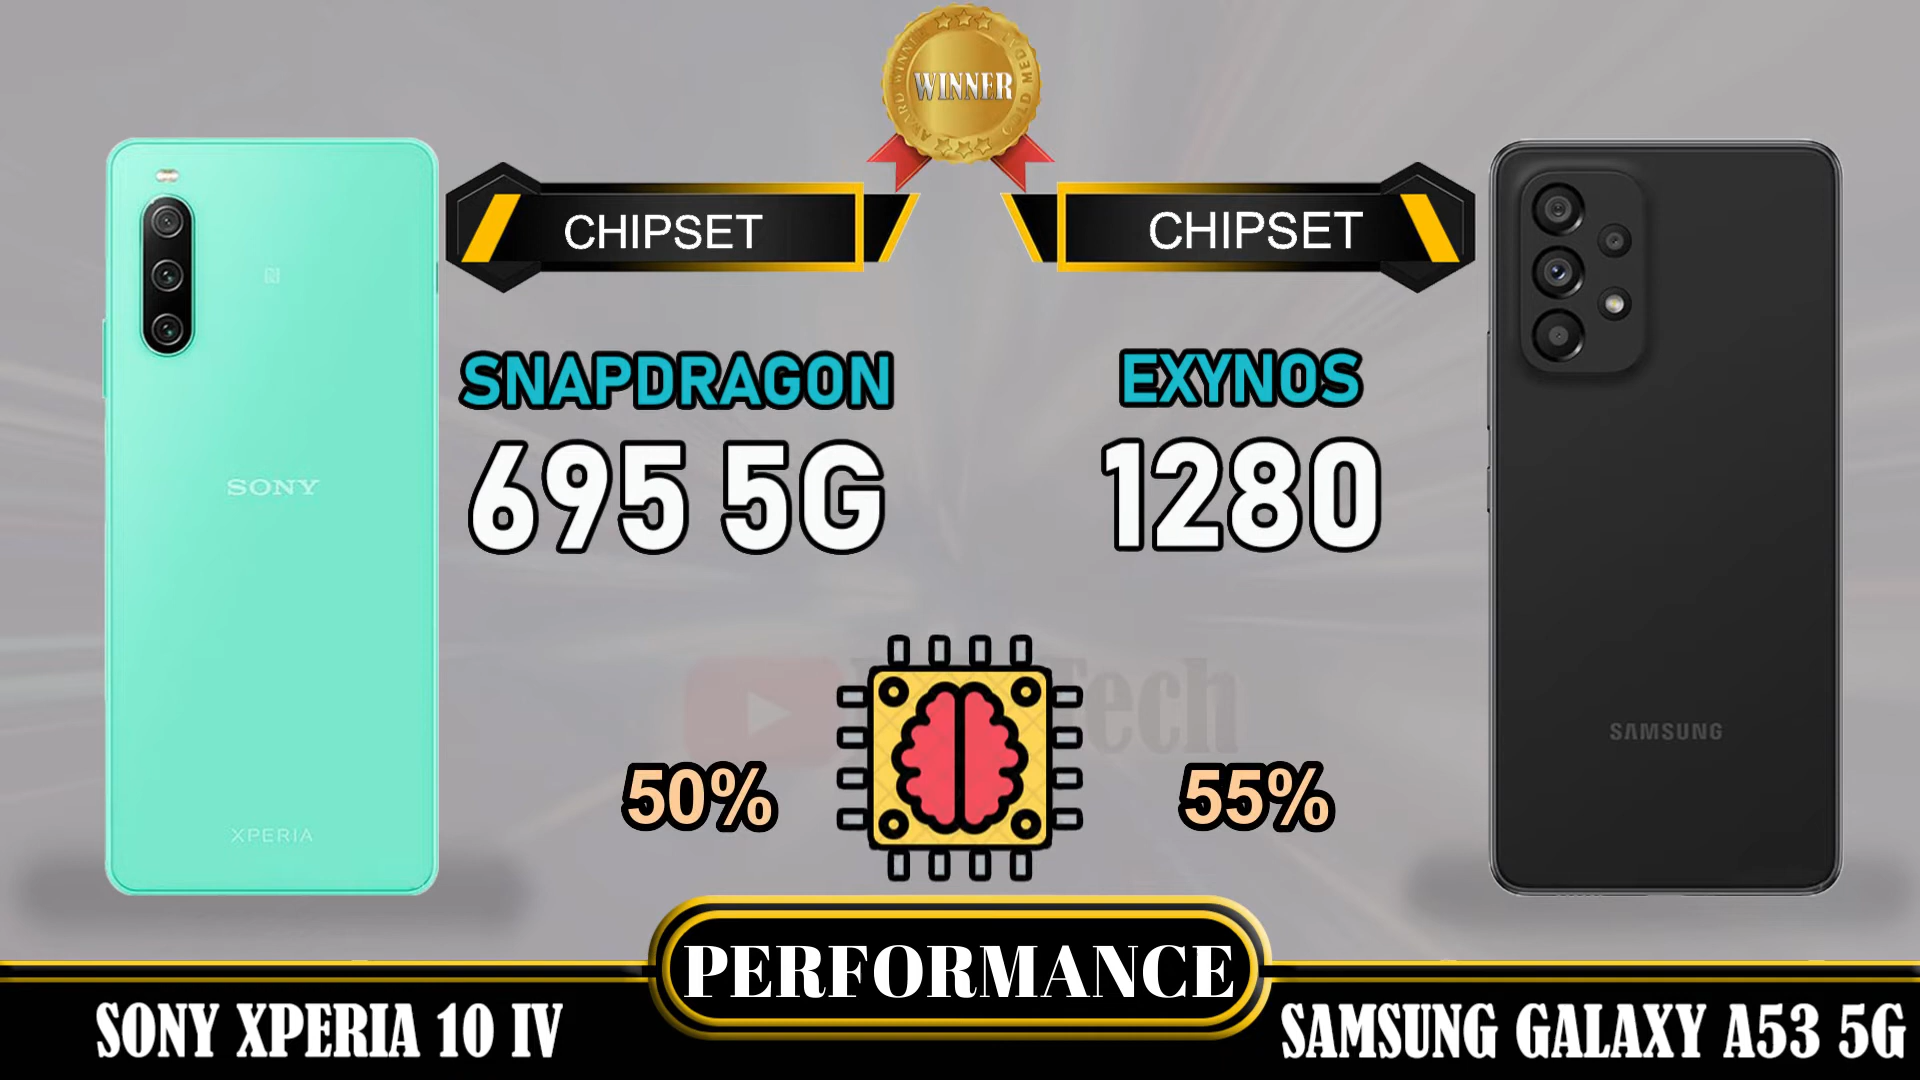 WINNER
CHIPSET
CHIPSET
SNAPDRAGON
695 5G
EXYNOS
1280
SONY
XPERIA
SAMSUNG
Tech
50%
55%
PERFORMANCE
SONY XPERIA 10 IV
SAMSUNG GALAXY A53 5G